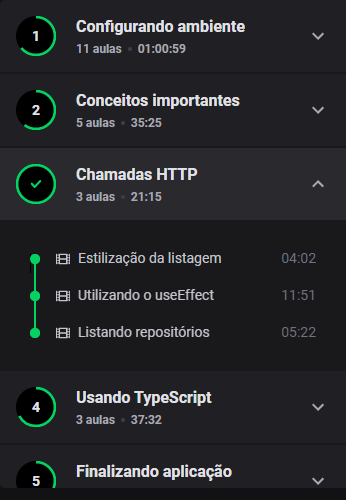 1
Configurando ambiente
11 aulas • 01:00:59
2
Conceitos importantes
5 aulas • 35:25
Chamadas HTTP
3 aulas • 21:15
Estilização da listagem 04:02
Utilizando o useEffect 11:51
Listando repositórios 05:22
4
Usando TypeScript
3 aulas • 37:32
5
Finalizando aplicação